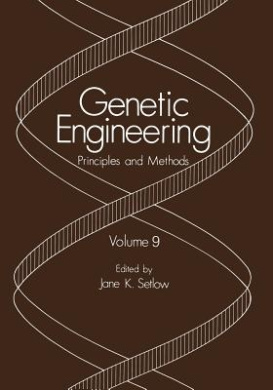 Genetic
Engineering
Principles and Methods
Volume 9
Edited by
Jane K. Setlow